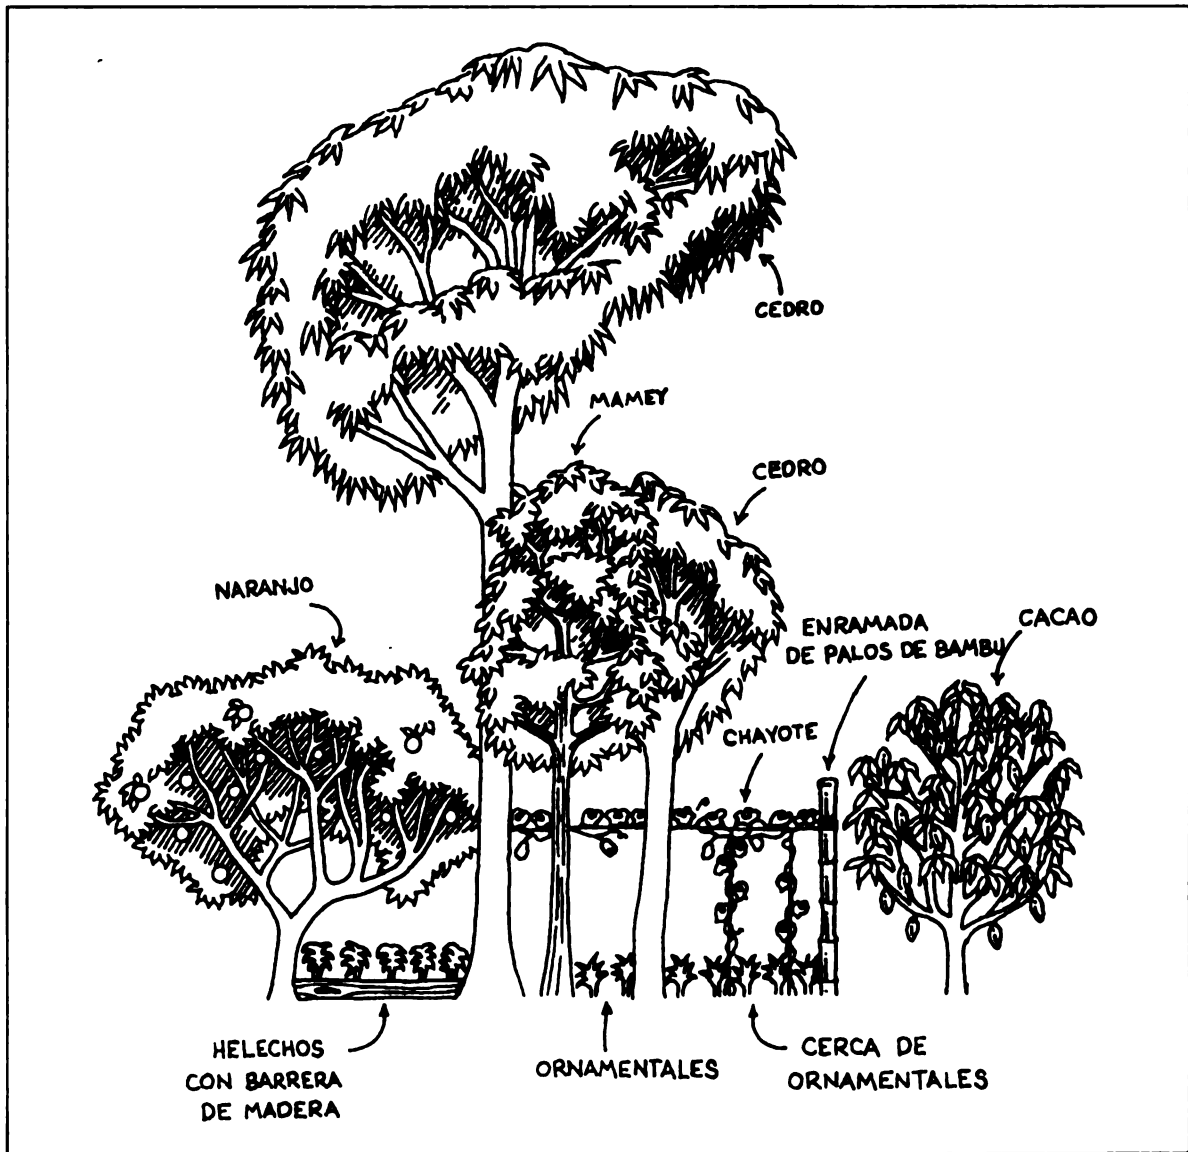 CEDRO
MAMEY
CEDRO
NARANJO
ENRAMADA
DE PALOS DE BAMBU
CACAO
CHAYOTE
HELECHOS
CON BARRERA
DE MADERA
ORNAMENTALES
CERCA DE
ORNAMENTALES